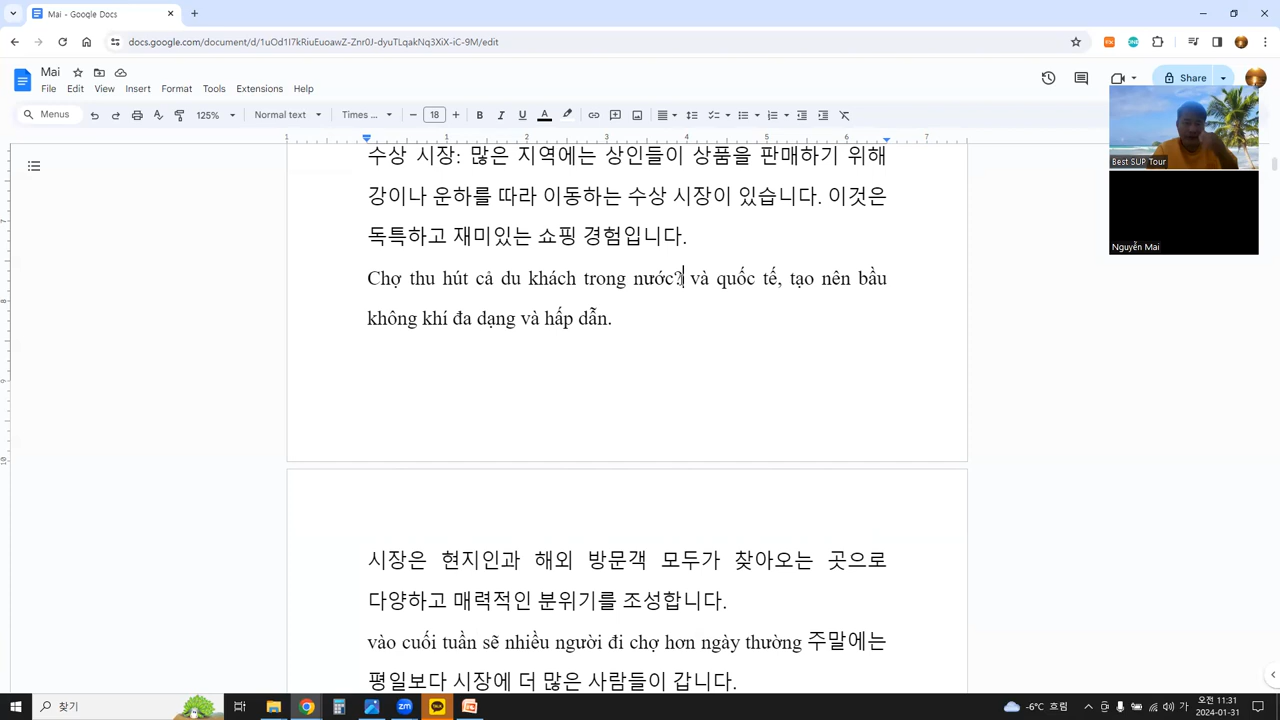 Mai - Google Docs
docs.google.com/document/d/1uOd1I7kRiuEuoawZ-Znr0J-dyuTLqakNq3XiX-iC-9M/edit
Mai
File Edit View Insert Format Tools Extensions Help
Share
Menus 125% Normal text Times ... 18
1 1 2 3 4 5 6 7
Best SUP Tour
Nguyễn Mai
수상 시장: 많은 지역에는 상인들이 상품을 판매하기 위해
강이나 운하를 따라 이동하는 수상 시장이 있습니다. 이것은
독특하고 재미있는 쇼핑 경험입니다.
Chợ thu hút cả du khách trong nước? và quốc tế, tạo nên bầu
không khí đa dạng và hấp dẫn.
시장은 현지인과 해외 방문객 모두가 찾아오는 곳으로
다양하고 매력적인 분위기를 조성합니다.
vào cuối tuần sẽ nhiều người đi chợ hơn ngày thường 주말에는
평일보다 시장에 더 많은 사람들이 갑니다.
찾기
-6°C 흐림
가
오전 11:31
2024-01-31